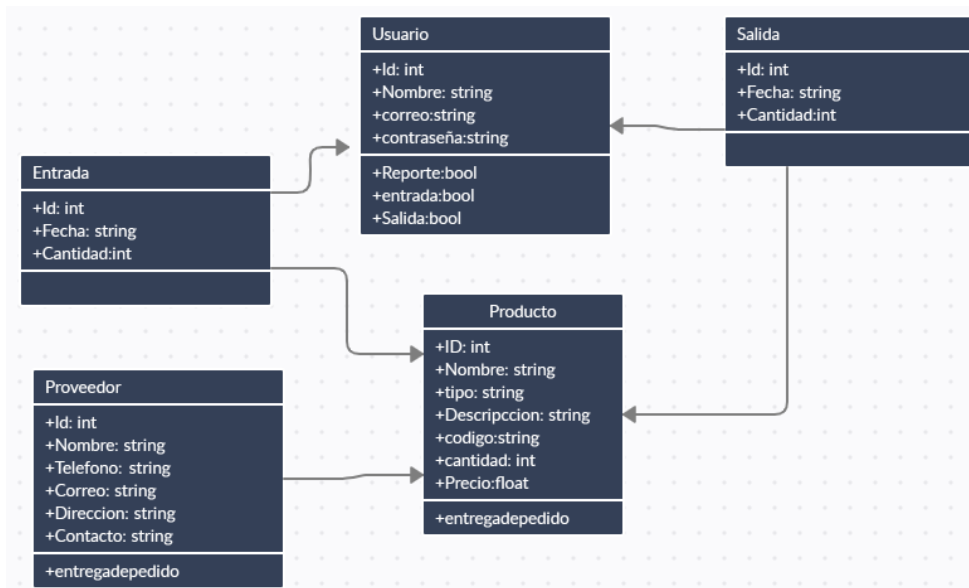 Usuario
+Id: int
+Nombre: string
+correo:string
+contraseña:string
+Reporte:bool
+entrada:bool
+Salida:bool
Salida
+Id: int
+Fecha: string
+Cantidad:int
Entrada
+Id: int
+Fecha: string
+Cantidad:int
Producto
+ID: int
+Nombre: string
+tipo: string
+Descripccion: string
+codigo:string
+cantidad: int
+Precio:float
+entregadepedido
Proveedor
+Id: int
+Nombre: string
+Telefono: string
+Correo: string
+Direccion: string
+Contacto: string
+entregadepedido